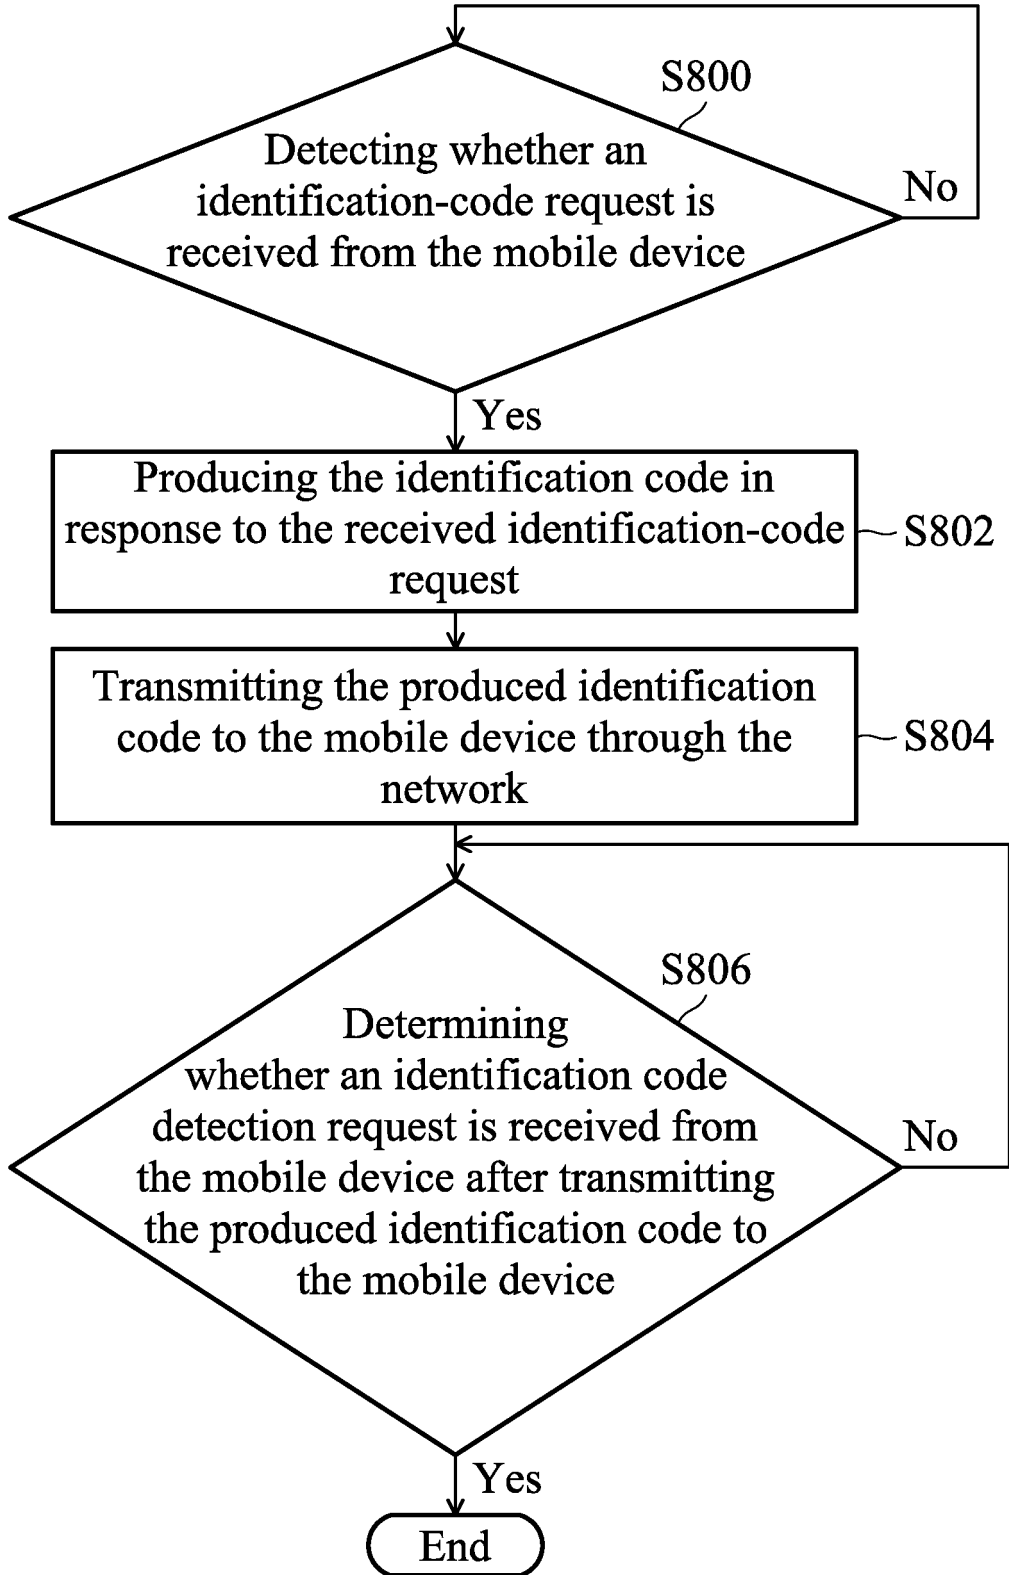 S800
Detecting whether an
identification-code request is
received from the mobile device
No
Yes
Producing the identification code in
response to the received identification-code
request
S802
Transmitting the produced identification
code to the mobile device through the
network
S804
S806
Determining
whether an identification code
detection request is received from
the mobile device after transmitting
the produced identification code to
the mobile device
No
Yes
End